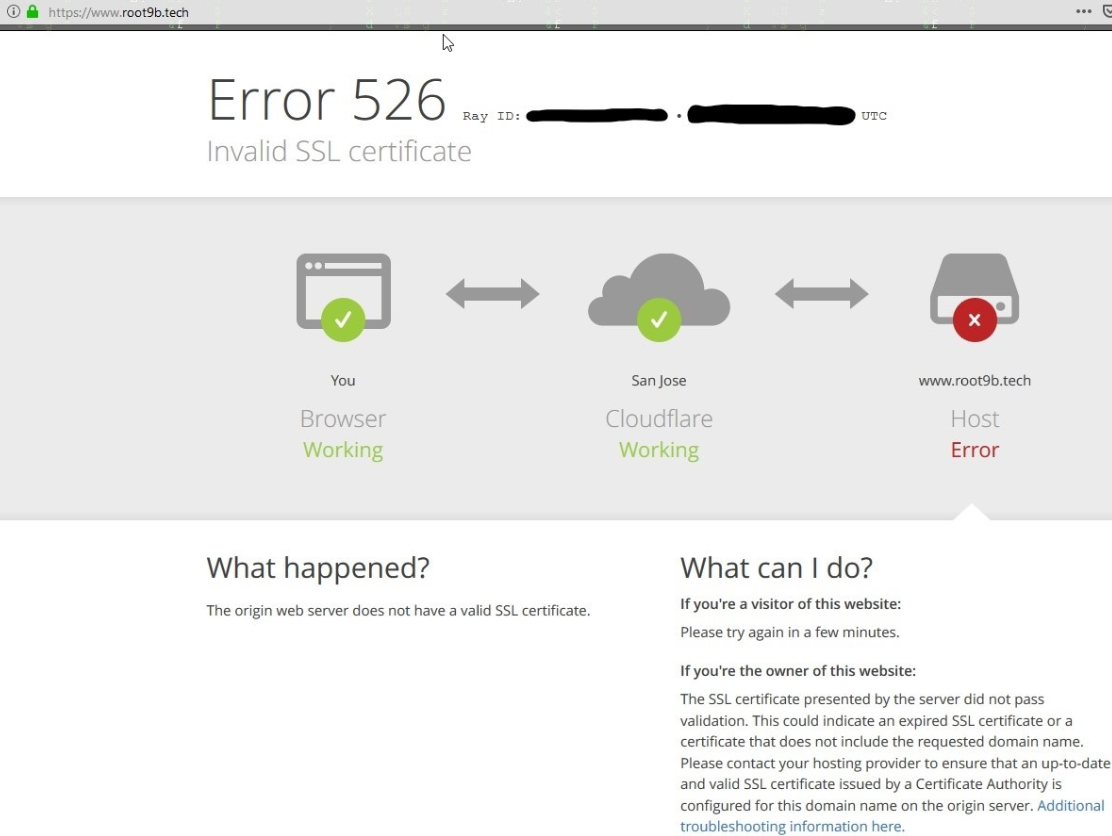 https://www.root9b.tech
Error 526 Ray ID: • UTC
Invalid SSL certificate
You
Browser
Working
San Jose
Cloudflare
Working
www.root9b.tech
Host
Error
What happened?
The origin web server does not have a valid SSL certificate.
What can I do?
If you're a visitor of this website:
Please try again in a few minutes.
If you're the owner of this website:
The SSL certificate presented by the server did not pass
validation. This could indicate an expired SSL certificate or a
certificate that does not include the requested domain name.
Please contact your hosting provider to ensure that an up-to-date
and valid SSL certificate issued by a Certificate Authority is
configured for this domain name on the origin server. Additional
troubleshooting information here.